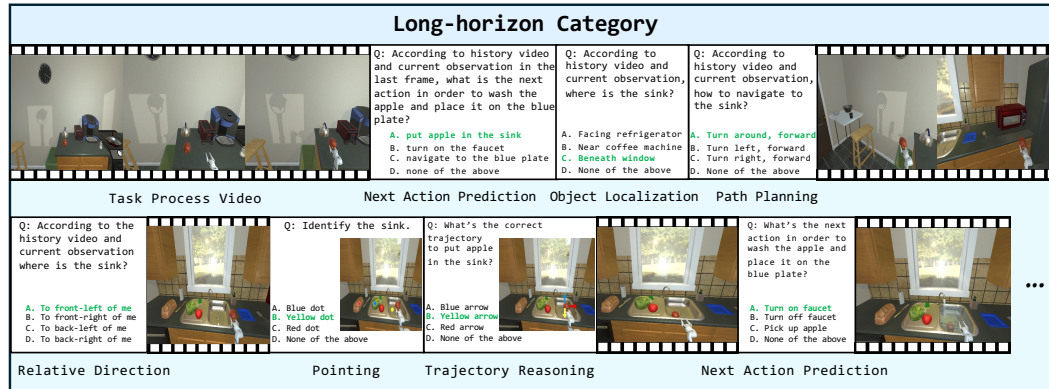 Long-horizon Category
Q: According to history video
and current observation in the
last frame, what is the next
action in order to wash the
apple and place it on the blue
plate?
A. put apple in the sink
B. turn on the faucet
C. navigate to the blue plate
D. none of the above
Q: According to
history video and
current observation,
where is the sink?
A. Facing refrigerator
B. Near coffee machine
C. Beneath window
D. None of the above
Q: According to
history video and
current observation,
how to navigate to
the sink?
A. Turn around, forward
B. Turn left, forward
C. Turn right, forward
D. None of the above
Task Process Video
Next Action Prediction
Object Localization
Path Planning
Q: According to the
history video and
current observation
where is the sink?
A. To front-left of me
B. To front-right of me
C. To back-left of me
D. To back-right of me
Q: Identify the sink.
A. Blue dot
B. Yellow dot
C. Red dot
D. None of the above
Q: What's the correct
trajectory
to put apple
in the sink?
A. Blue arrow
B. Yellow arrow
C. Red arrow
D. None of the above
Q: What's the next
action in order to
wash the apple and
place it on the
blue plate?
A. Turn on faucet
B. Turn off faucet
C. Pick up apple
D. None of the above
...
Relative Direction
Pointing
Trajectory Reasoning
Next Action Prediction